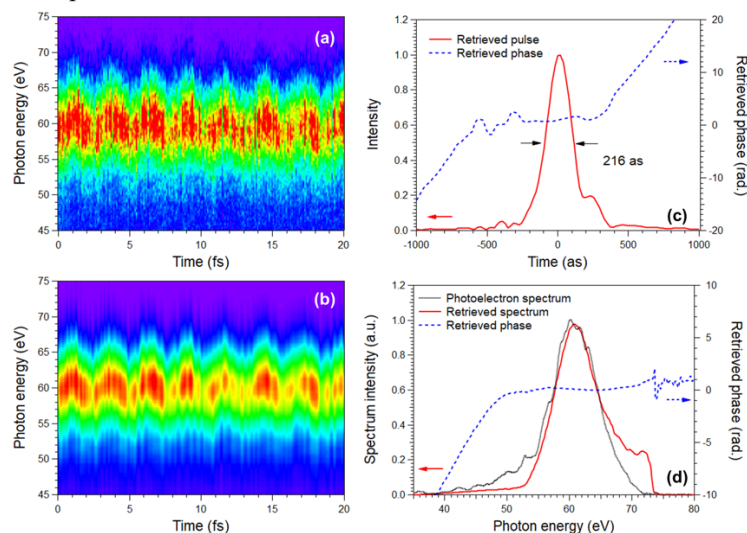 (a)
75
70
65
60
55
50
45
Photon energy (eV)
0 5 10 15 20
Time (fs)
1.2
1.0
0.8
0.6
0.4
0.2
0.0
Intensity
Retrieved pulse
Retrieved phase
216 as
(c)
20
10
0
-10
-20
Retrieved phase (rad.)
-1000 -500 0 500 1000
Time (as)
(b)
75
70
65
60
55
50
45
Photon energy (eV)
0 5 10 15 20
Time (fs)
1.2
1.0
0.8
0.6
0.4
0.2
0.0
Spectrum intensity (a.u.)
Photoelectron spectrum
Retrieved spectrum
Retrieved phase
(d)
10
5
0
-5
-10
Retrieved phase (rad.)
40 50 60 70 80
Photon energy (eV)